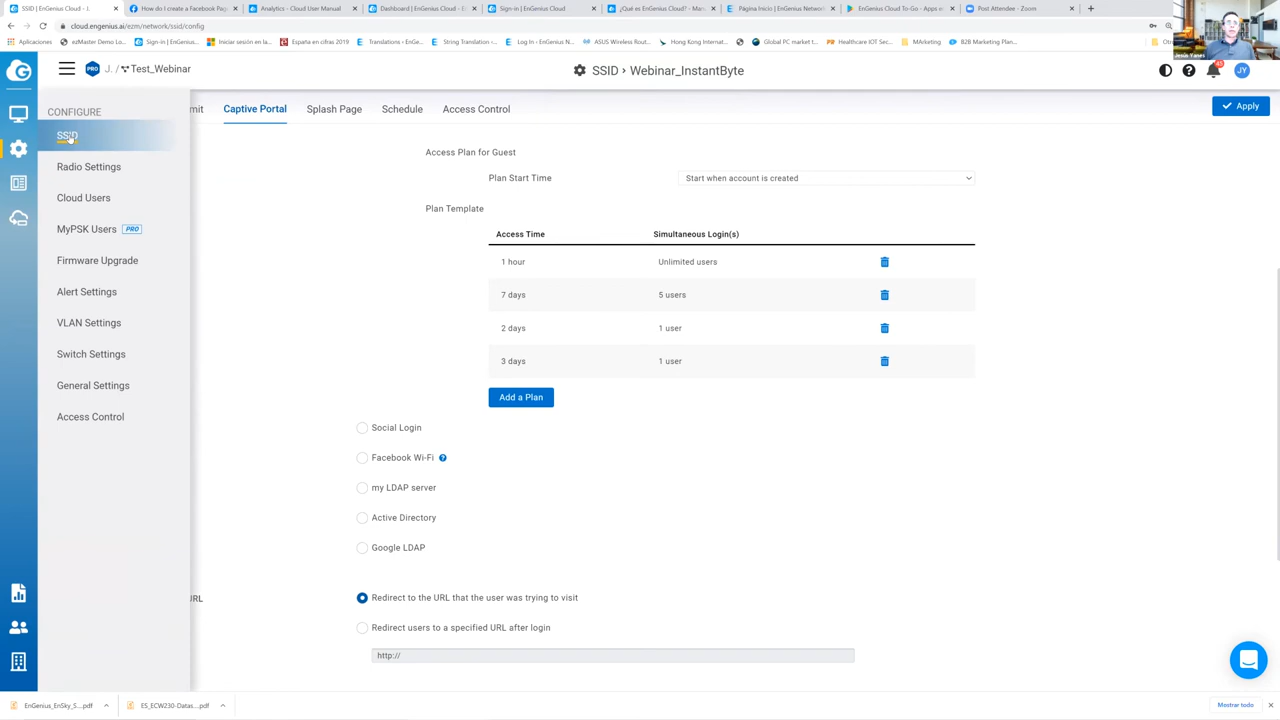 SSID | EnGenius Cloud - J.
How do I create a Facebook Pag
Analytics - Cloud User Manual
Dashboard | EnGenius Cloud - E
Sign-in | EnGenius Cloud
¿Qué es EnGenius Cloud? - Man
Página Inicio | EnGenius Network
EnGenius Cloud To Go - Apps e
Post Attendee - Zoom
cloud.engenius.ai/ezm/network/ssid/config
Aplicaciones
ezMaster Demo Lo...
Sign-in | EnGenius...
Iniciar sesión en la...
España en cifras 2019
Translations ‹ EnGe...
String Translation ‹...
Log In ‹ EnGenius N...
ASUS Wireless Rout...
Hong Kong Internat...
Global PC market t...
Healthcare IOT Sec...
MArketing
B2B Marketing Plan...
Jesús Yanes
PRO
J. / Test_Webinar
SSID › Webinar_InstantByte
JY
CONFIGURE
SSID
Radio Settings
Cloud Users
MyPSK Users PRO
Firmware Upgrade
Alert Settings
VLAN Settings
Switch Settings
General Settings
Access Control
mit
Captive Portal
Splash Page
Schedule
Access Control
Apply
Access Plan for Guest
Plan Start Time
Start when account is created
Plan Template
Access Time Simultaneous Login(s)
1 hour Unlimited users
7 days 5 users
2 days 1 user
3 days 1 user
Add a Plan
Social Login
Facebook Wi-Fi
my LDAP server
Active Directory
Google LDAP
RL
Redirect to the URL that the user was trying to visit
Redirect users to a specified URL after login
http://
EnGenius_EnSky_S....pdf
ES_ECW230-Datas....pdf
Mostrar todo